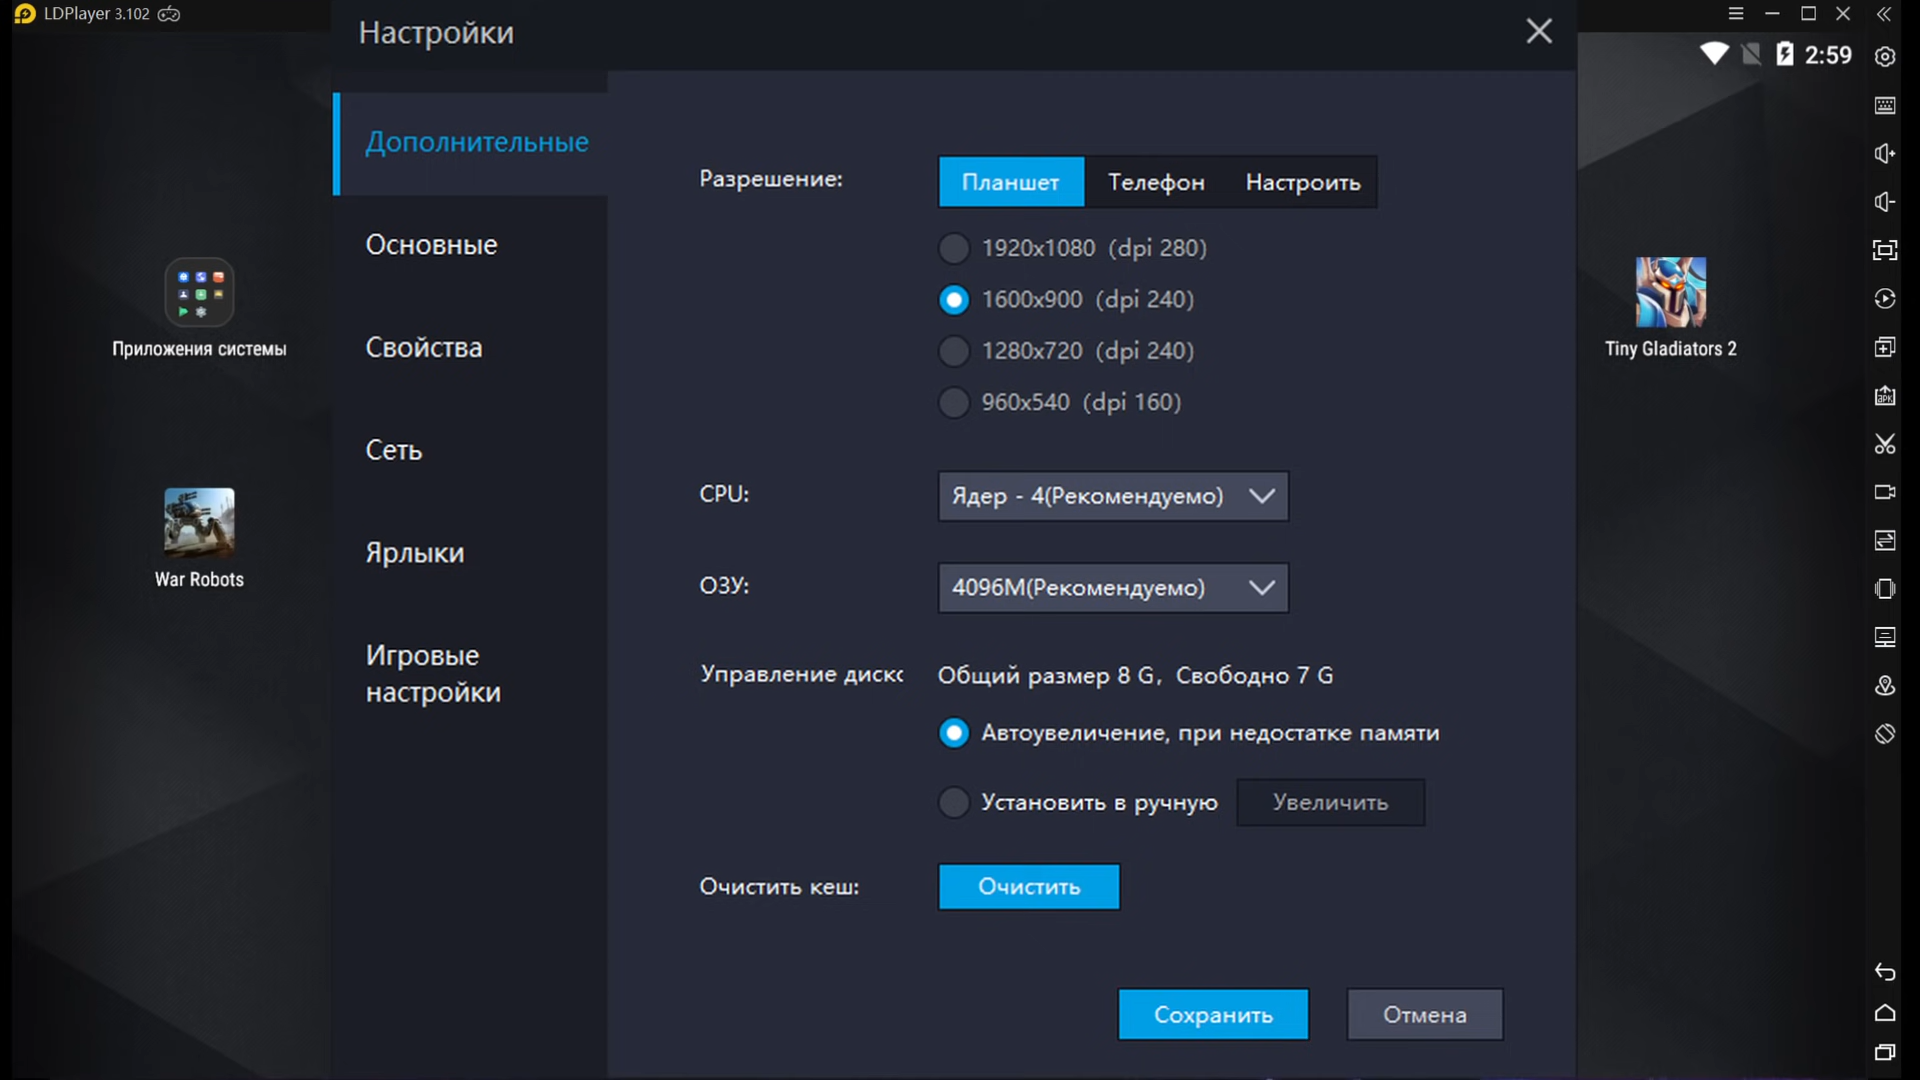 LDPlayer 3.102
Настройки
2:59
Дополнительные
Основные
Свойства
Сеть
Ярлыки
Игровые
настройки
Разрешение:
Планшет Телефон Настроить
1920x1080 (dpi 280)
1600x900 (dpi 240)
1280x720 (dpi 240)
960x540 (dpi 160)
CPU:
Ядер - 4(Рекомендуемо)
ОЗУ:
4096M(Рекомендуемо)
Управление диск
Общий размер 8 G, Свободно 7 G
Автоувеличение, при недостатке памяти
Установить в ручную
Увеличить
Очистить кеш:
Очистить
Сохранить
Отмена
Приложения системы
War Robots
Tiny Gladiators 2
APK